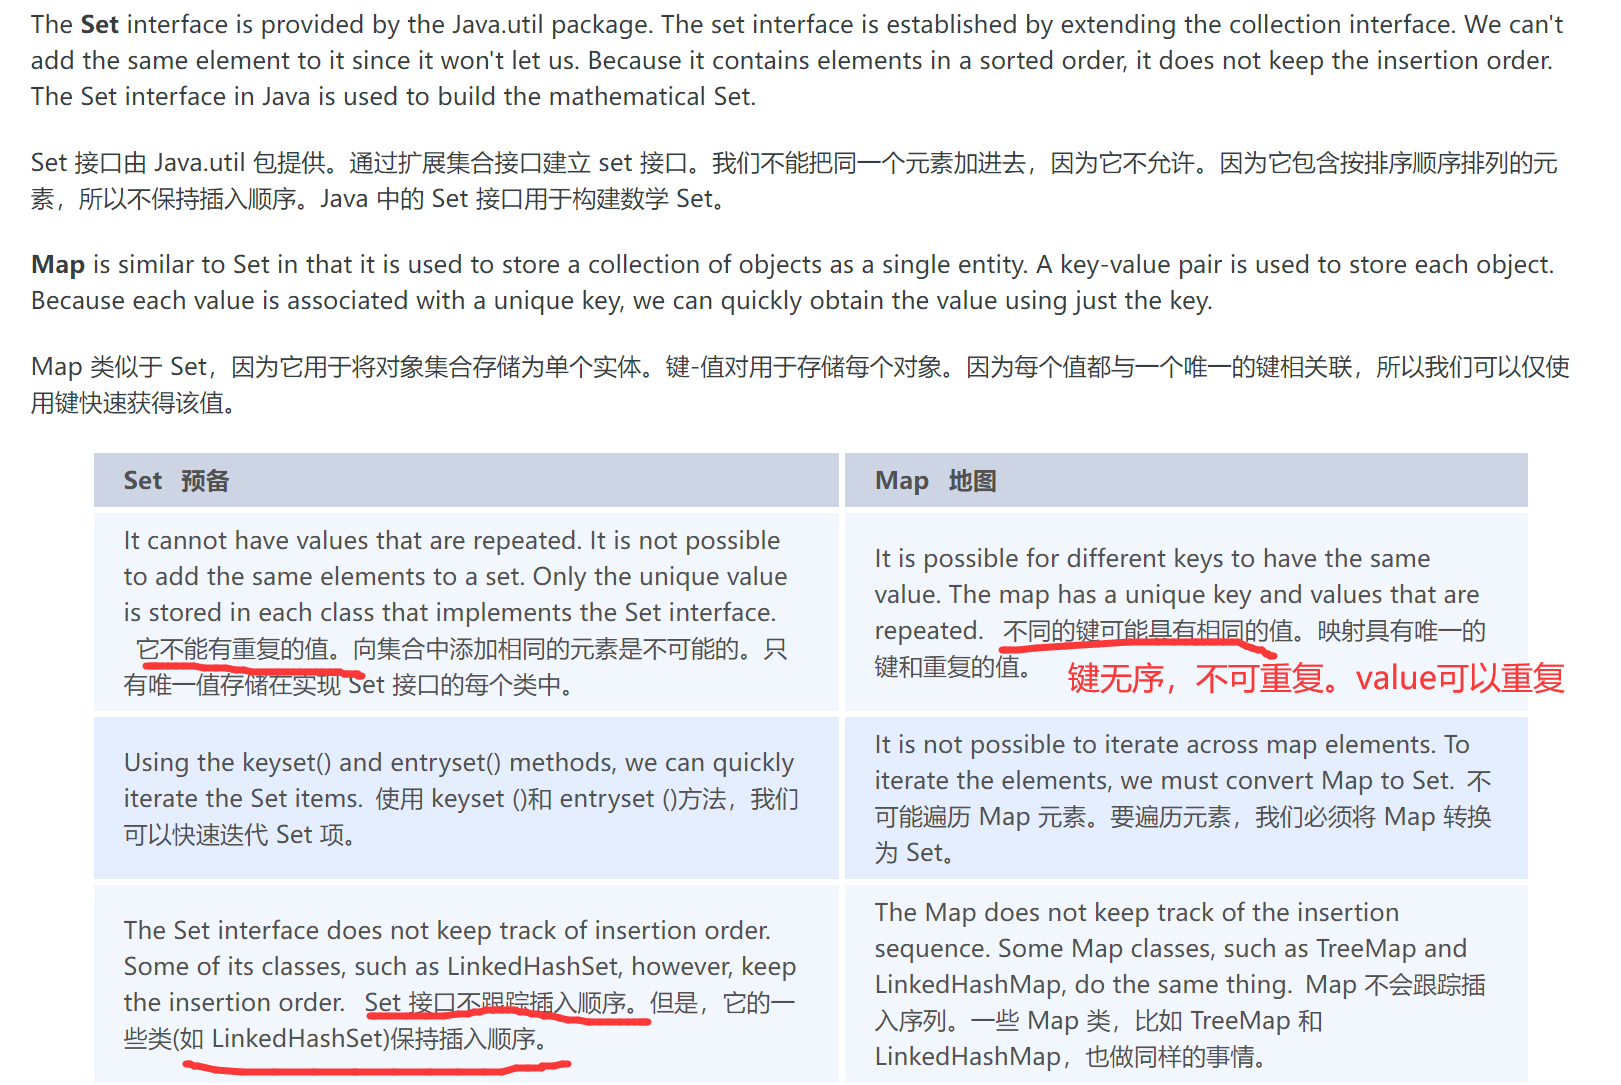 The Set interface is provided by the Java.util package. The set interface is established by extending the collection interface. We can't
add the same element to it since it won't let us. Because it contains elements in a sorted order, it does not keep the insertion order.
The Set interface in Java is used to build the mathematical Set.
Set 接口由 Java.util 包提供。通过扩展集合接口建立 set 接口。我们不能把同一个元素加进去，因为它不允许。因为它包含按排序顺序排列的元
素，所以不保持插入顺序。Java 中的 Set 接口用于构建数学 Set。
Map is similar to Set in that it is used to store a collection of objects as a single entity. A key-value pair is used to store each object.
Because each value is associated with a unique key, we can quickly obtain the value using just the key.
Map 类似于 Set，因为它用于将对象集合存储为单个实体。键-值对用于存储每个对象。因为每个值都与一个唯一的键相关联，所以我们可以仅使
用键快速获得该值。
Set 预备
Map 地图
It cannot have values that are repeated. It is not possible
to add the same elements to a set. Only the unique value
is stored in each class that implements the Set interface.
它不能有重复的值。向集合中添加相同的元素是不可能的。只
有唯一值存储在实现 Set 接口的每个类中。
It is possible for different keys to have the same
value. The map has a unique key and values that are
repeated. 不同的键可能具有相同的值。映射具有唯一的
键和重复的值。
键无序，不可重复。value可以重复
Using the keyset() and entryset() methods, we can quickly
iterate the Set items. 使用 keyset ()和 entryset ()方法，我们
可以快速迭代 Set 项。
It is not possible to iterate across map elements. To
iterate the elements, we must convert Map to Set. 不
可能遍历 Map 元素。要遍历元素，我们必须将 Map 转换
为 Set。
The Set interface does not keep track of insertion order.
Some of its classes, such as LinkedHashSet, however, keep
the insertion order. Set 接口不跟踪插入顺序。但是，它的一
些类(如 LinkedHashSet)保持插入顺序。
The Map does not keep track of the insertion
sequence. Some Map classes, such as TreeMap and
LinkedHashMap, do the same thing. Map 不会跟踪插
入序列。一些 Map 类，比如 TreeMap 和
LinkedHashMap，也做同样的事情。